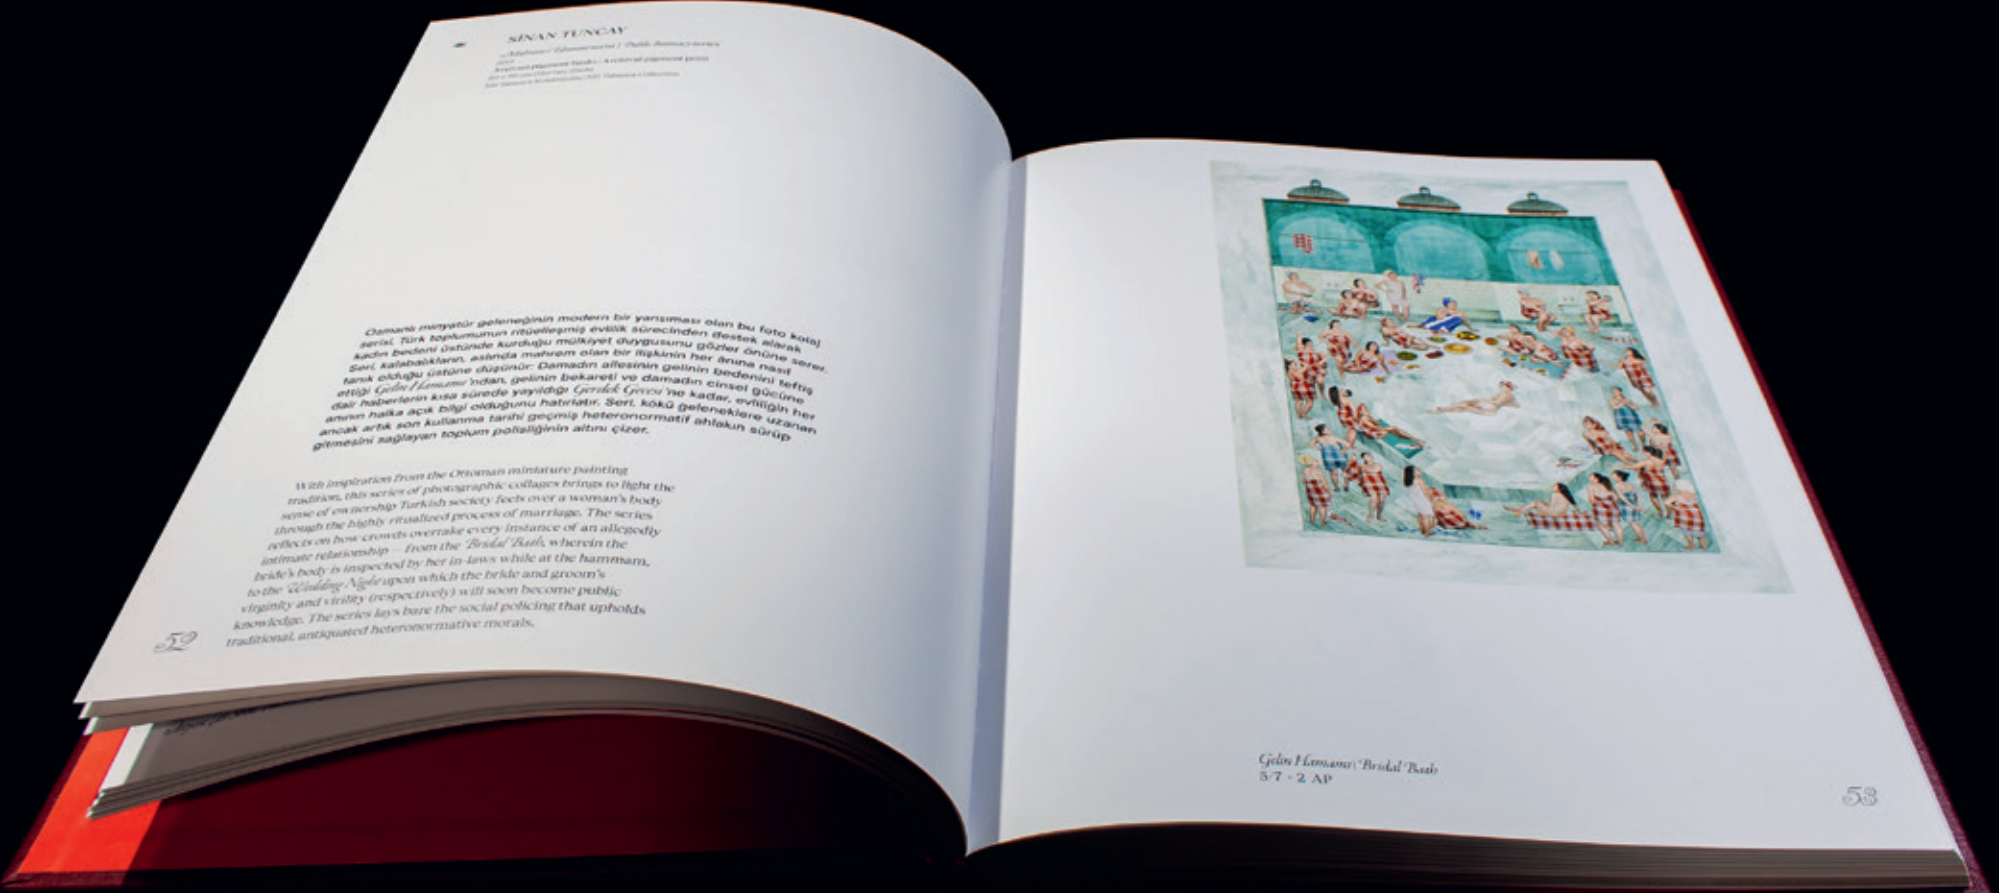 SİNAN TUNCAY
Public Intimacy series
Arşivsel pigment baskı / Archival pigment print
Osmanlı minyatür geleneğinin modern bir yansıması olan bu foto kolaj
serisi, Türk toplumunun ritüelleşmiş evlilik sürecinden destek alarak
kadın bedeni üstünde kurduğu mülkiyet duygusunu gözler önüne serer.
Seri, kalabalıkların, aslında mahrem olan bir ilişkinin her ânına nasıl
tanık olduğu üstüne düşünür: Damadın ailesinin gelinin bedenini teftiş
ettiği Gelin Hamamı'ndan, gelinin bekareti ve damadın cinsel gücüne
dair haberlerin kısa sürede yayıldığı Gerdek Gecesi'ne kadar, evliliğin her
anının halka açık bilgi olduğunu hatırlatır. Seri, kökü geleneklere uzanan
ancak artık son kullanma tarihi geçmiş heteronormatif ahlakın sürüp
gitmesini sağlayan toplum polisliğinin altını çizer.
With inspiration from the Ottoman miniature painting
tradition, this series of photographic collages brings to light the
sense of ownership Turkish society feels over a woman's body
through the highly ritualized process of marriage. The series
reflects on how crowds overtake every instance of an allegedly
intimate relationship — from the Bridal Bath, wherein the
bride's body is inspected by her in-laws while at the hammam,
to the Wedding Night upon which the bride and groom's
virginity and virility (respectively) will soon become public
knowledge. The series lays bare the social policing that upholds
traditional, antiquated heteronormative morals.
52
Gelin Hamamı | Bridal Bath
3/7 + 2 AP
53